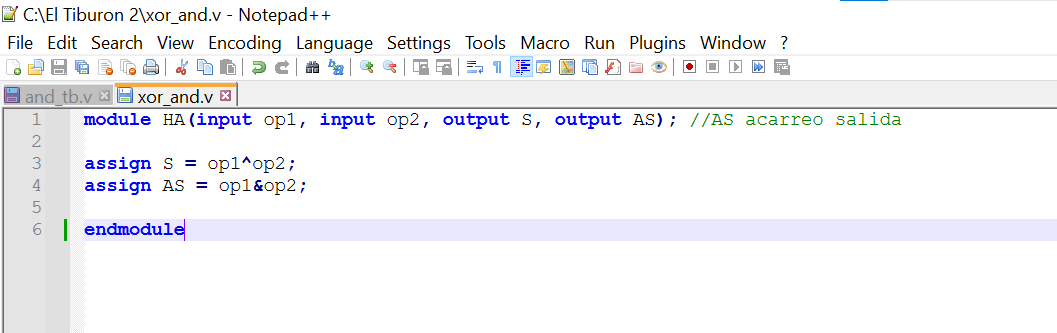 C:\El Tiburon 2\xor_and.v - Notepad++
File Edit Search View Encoding Language Settings Tools Macro Run Plugins Window ?
and_tb.v xor_and.v
1 module HA(input op1, input op2, output S, output AS); //AS acarreo salida
2
3 assign S = op1^op2;
4 assign AS = op1&op2;
5
6 endmodule